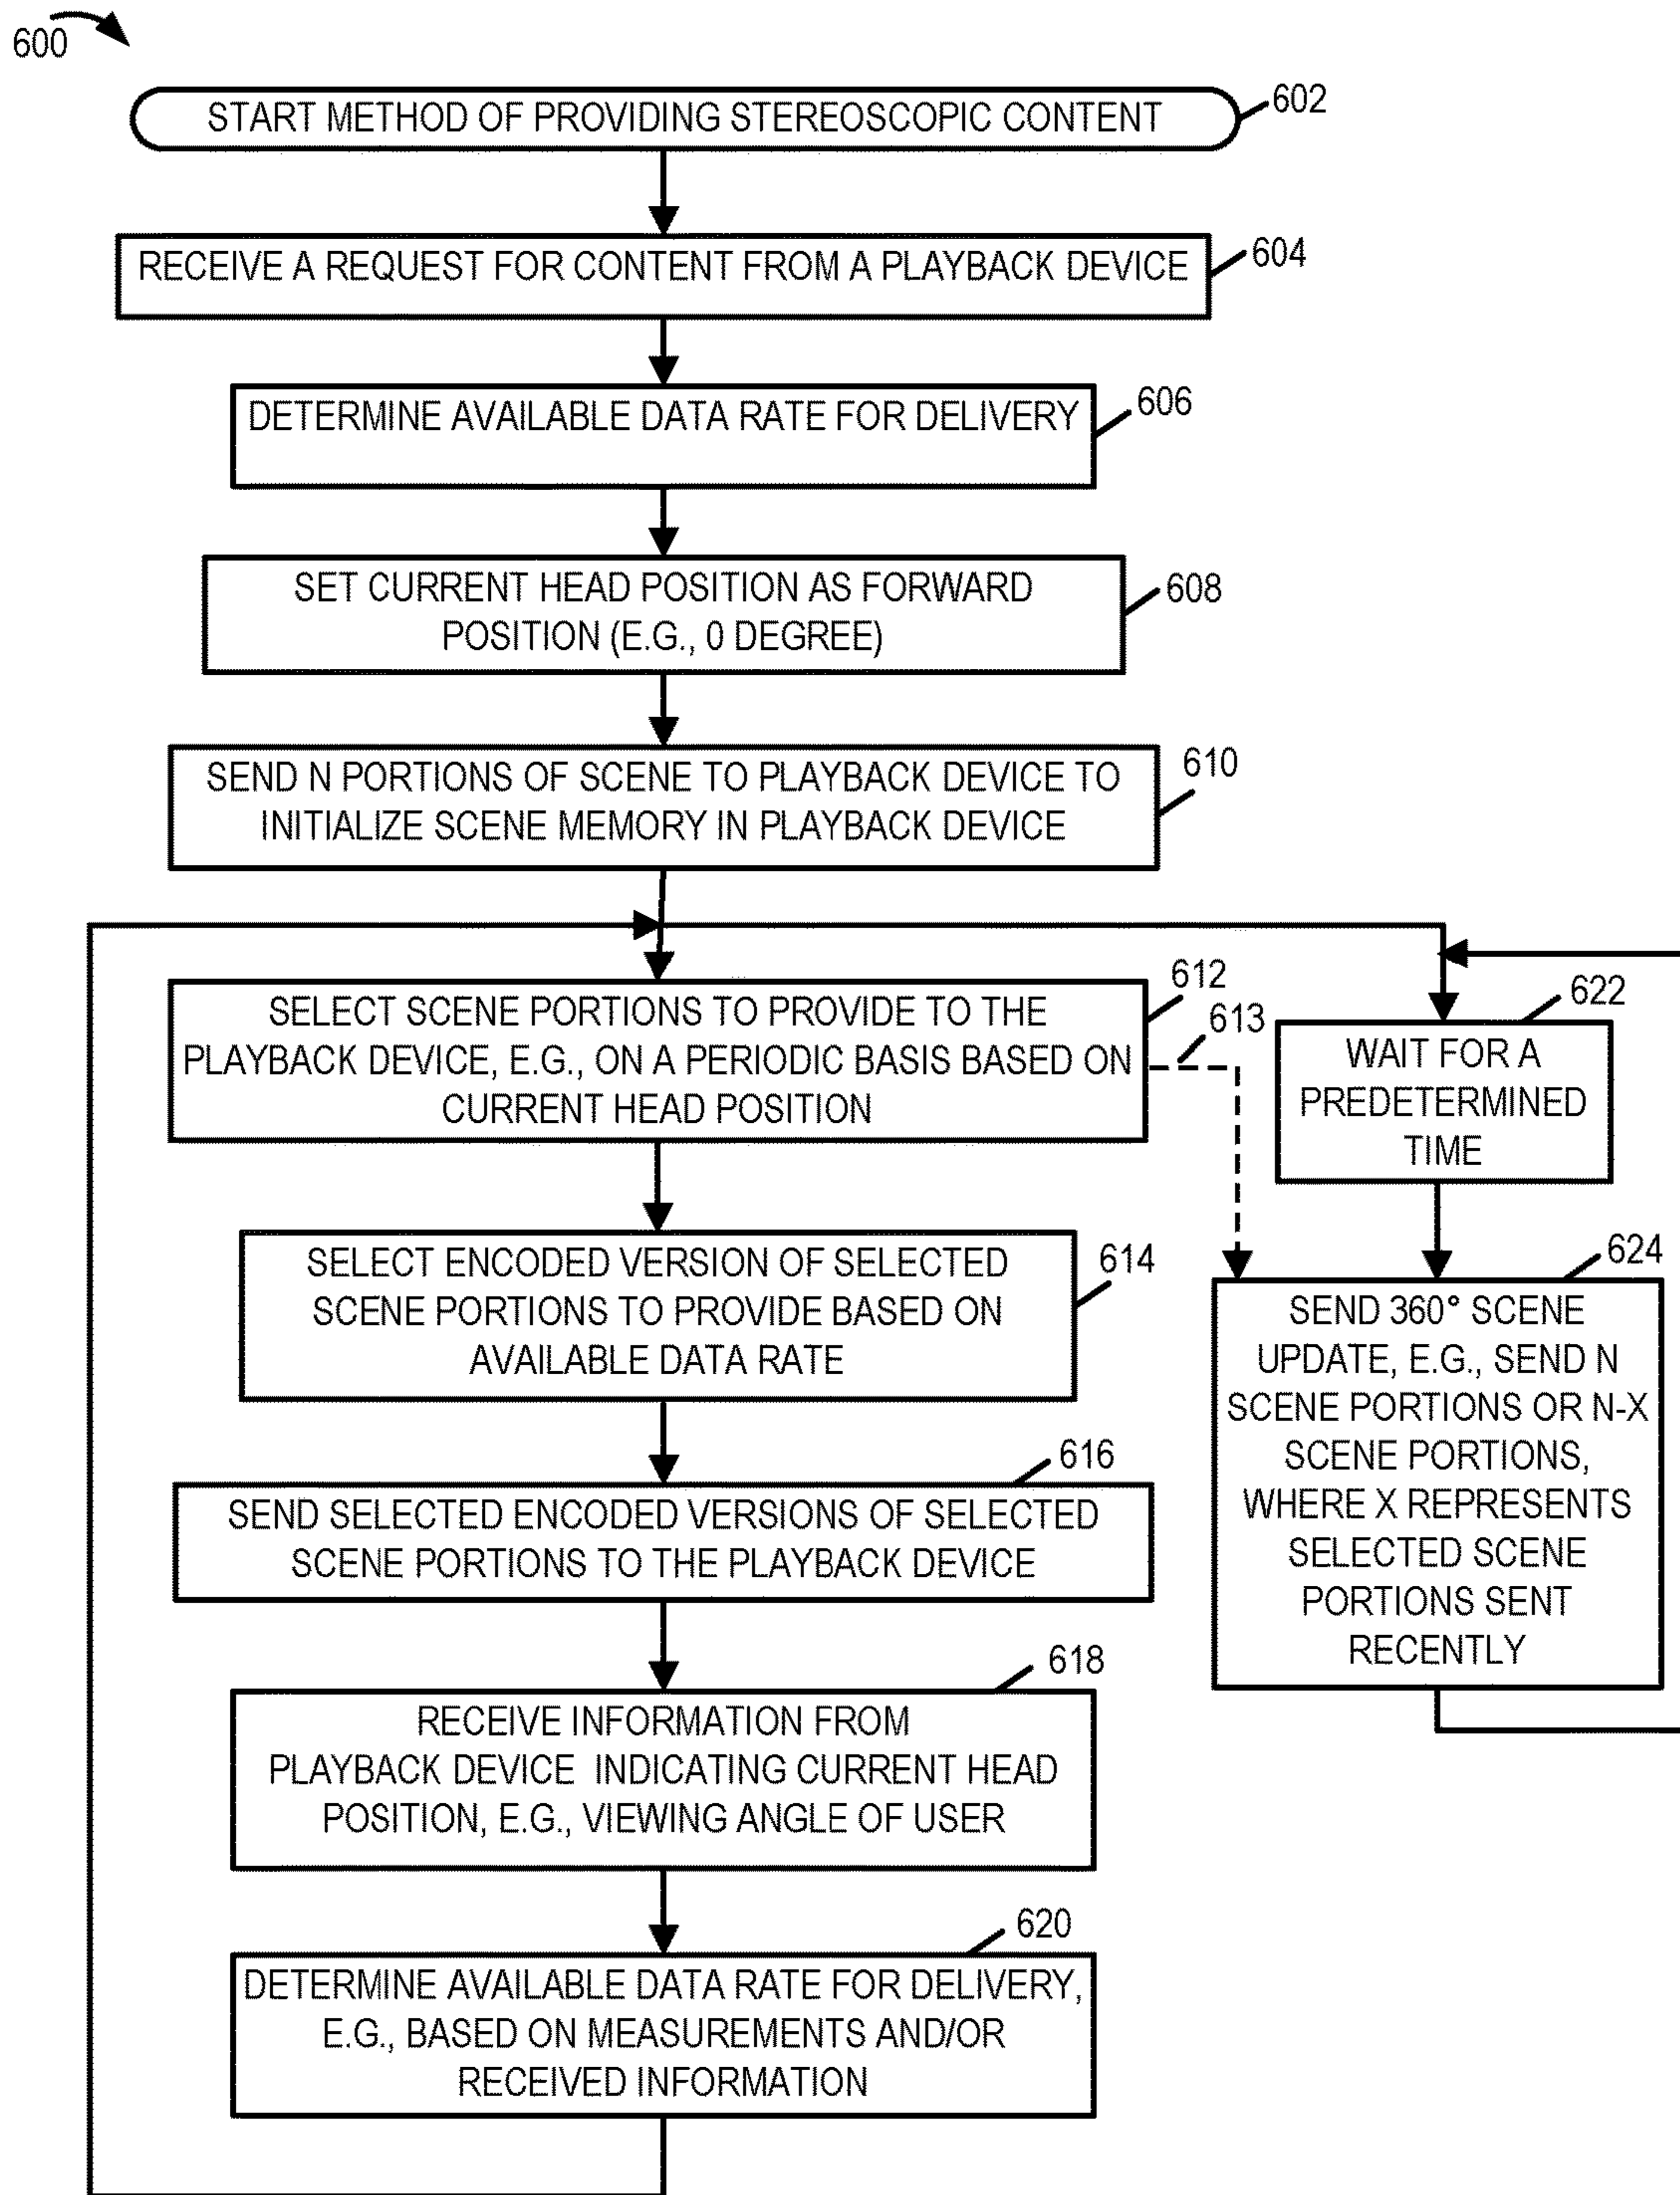 600
START METHOD OF PROVIDING STEREOSCOPIC CONTENT
602
RECEIVE A REQUEST FOR CONTENT FROM A PLAYBACK DEVICE
604
DETERMINE AVAILABLE DATA RATE FOR DELIVERY
606
SET CURRENT HEAD POSITION AS FORWARD
POSITION (E.G., 0 DEGREE)
608
SEND N PORTIONS OF SCENE TO PLAYBACK DEVICE TO
INITIALIZE SCENE MEMORY IN PLAYBACK DEVICE
610
SELECT SCENE PORTIONS TO PROVIDE TO THE
PLAYBACK DEVICE, E.G., ON A PERIODIC BASIS BASED ON
CURRENT HEAD POSITION
612
613
SELECT ENCODED VERSION OF SELECTED
SCENE PORTIONS TO PROVIDE BASED ON
AVAILABLE DATA RATE
614
616
SEND SELECTED ENCODED VERSIONS OF SELECTED
SCENE PORTIONS TO THE PLAYBACK DEVICE
618
RECEIVE INFORMATION FROM
PLAYBACK DEVICE INDICATING CURRENT HEAD
POSITION, E.G., VIEWING ANGLE OF USER
620
DETERMINE AVAILABLE DATA RATE FOR DELIVERY,
E.G., BASED ON MEASUREMENTS AND/OR
RECEIVED INFORMATION
622
WAIT FOR A
PREDETERMINED
TIME
624
SEND 360° SCENE
UPDATE, E.G., SEND N
SCENE PORTIONS OR N-X
SCENE PORTIONS,
WHERE X REPRESENTS
SELECTED SCENE
PORTIONS SENT
RECENTLY